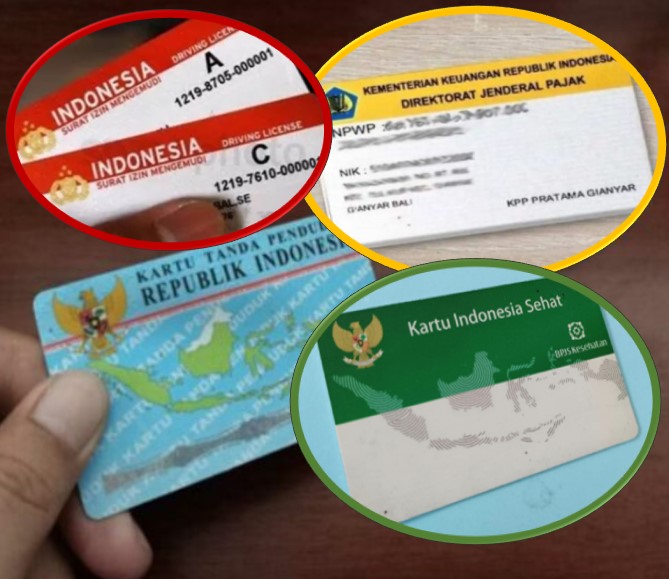 INDONESIA
SURAT IZIN MENGEMUDI
DRIVING LICENSE
A
1219-8705-000001
INDONESIA
SURAT IZIN MENGEMUDI
DRIVING LICENSE
C
1219-7610-00000
KEMENTERIAN KEUANGAN REPUBLIK INDONESIA
DIREKTORAT JENDERAL PAJAK
NPWP :
NIK :
GIANYAR BALI
KPP PRATAMA GIANYAR
KARTU TANDA PENDU
REPUBLIK INDONESI
Kartu Indonesia Sehat
BPJS Kesehatan